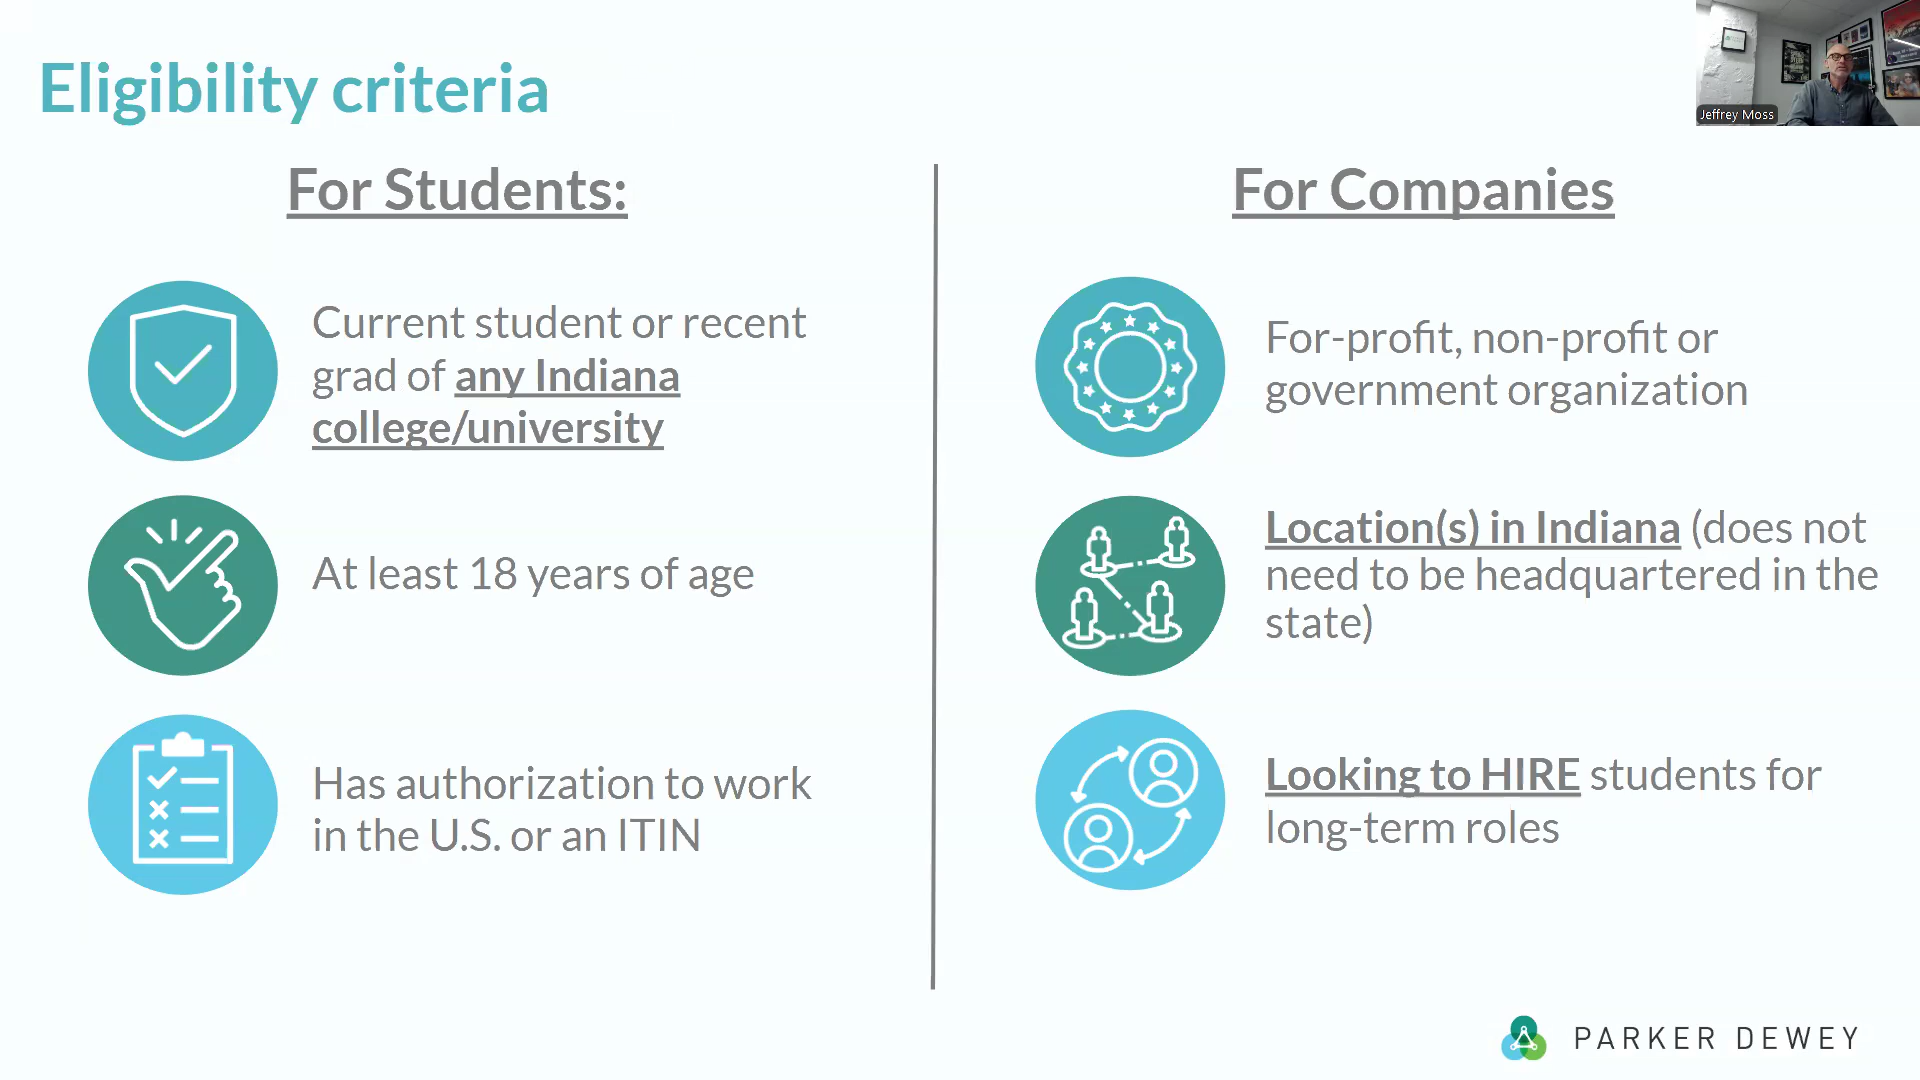 Eligibility criteria
Jeffrey Moss
For Students:
Current student or recent
grad of any Indiana
college/university
At least 18 years of age
Has authorization to work
in the U.S. or an ITIN
For Companies
For-profit, non-profit or
government organization
Location(s) in Indiana (does not
need to be headquartered in the
state)
Looking to HIRE students for
long-term roles
PARKER DEWEY